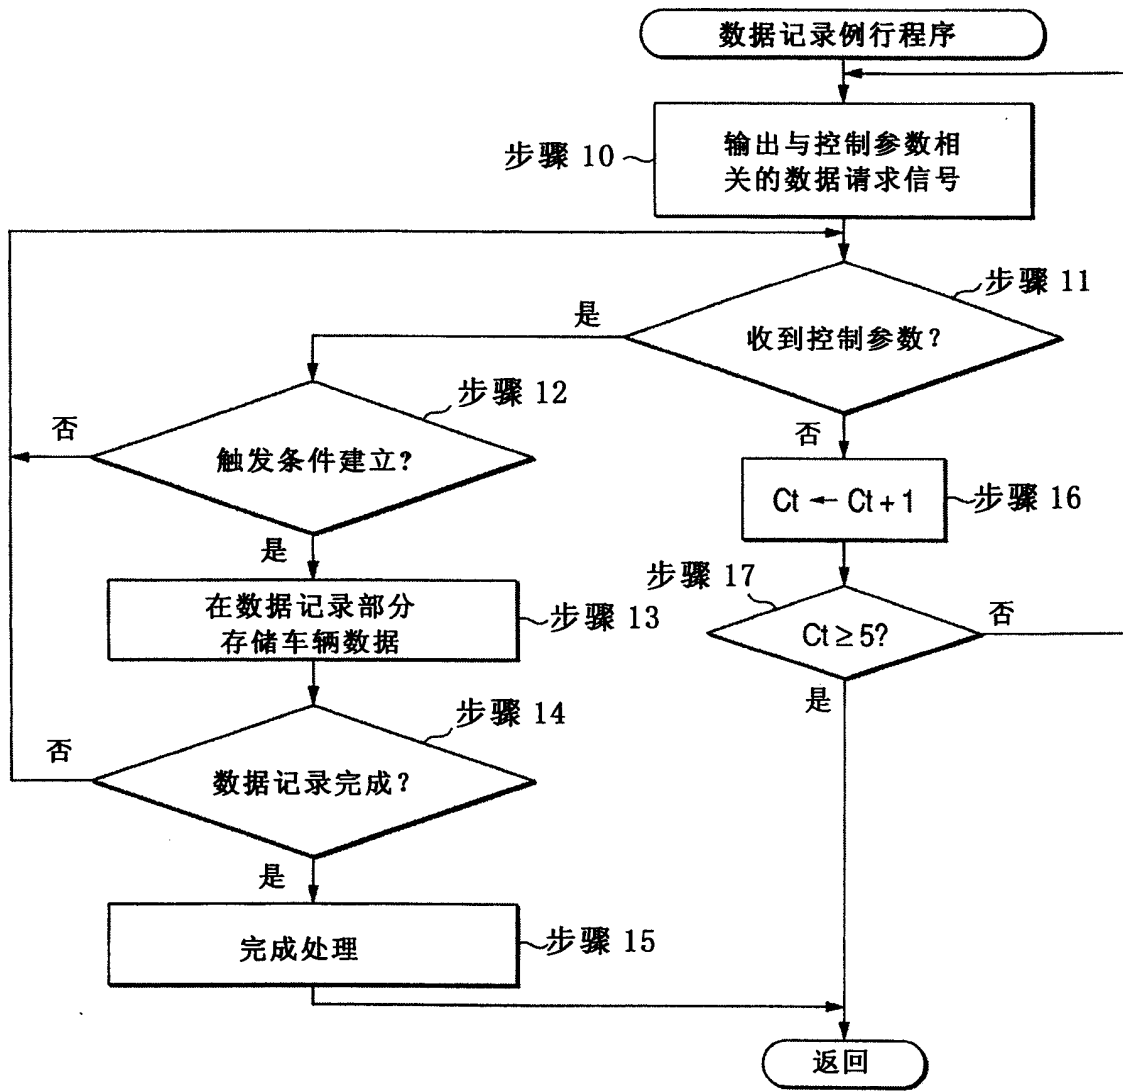 数据记录例行程序
步骤 10
输出与控制参数相
关的数据请求信号
步骤 11
是
收到控制参数？
步骤 12
否
否
触发条件建立？
Ct ← Ct + 1
步骤 16
是
步骤 17
在数据记录部分
存储车辆数据
步骤 13
否
Ct ≥ 5?
是
步骤 14
否
数据记录完成？
是
步骤 15
完成处理
返回